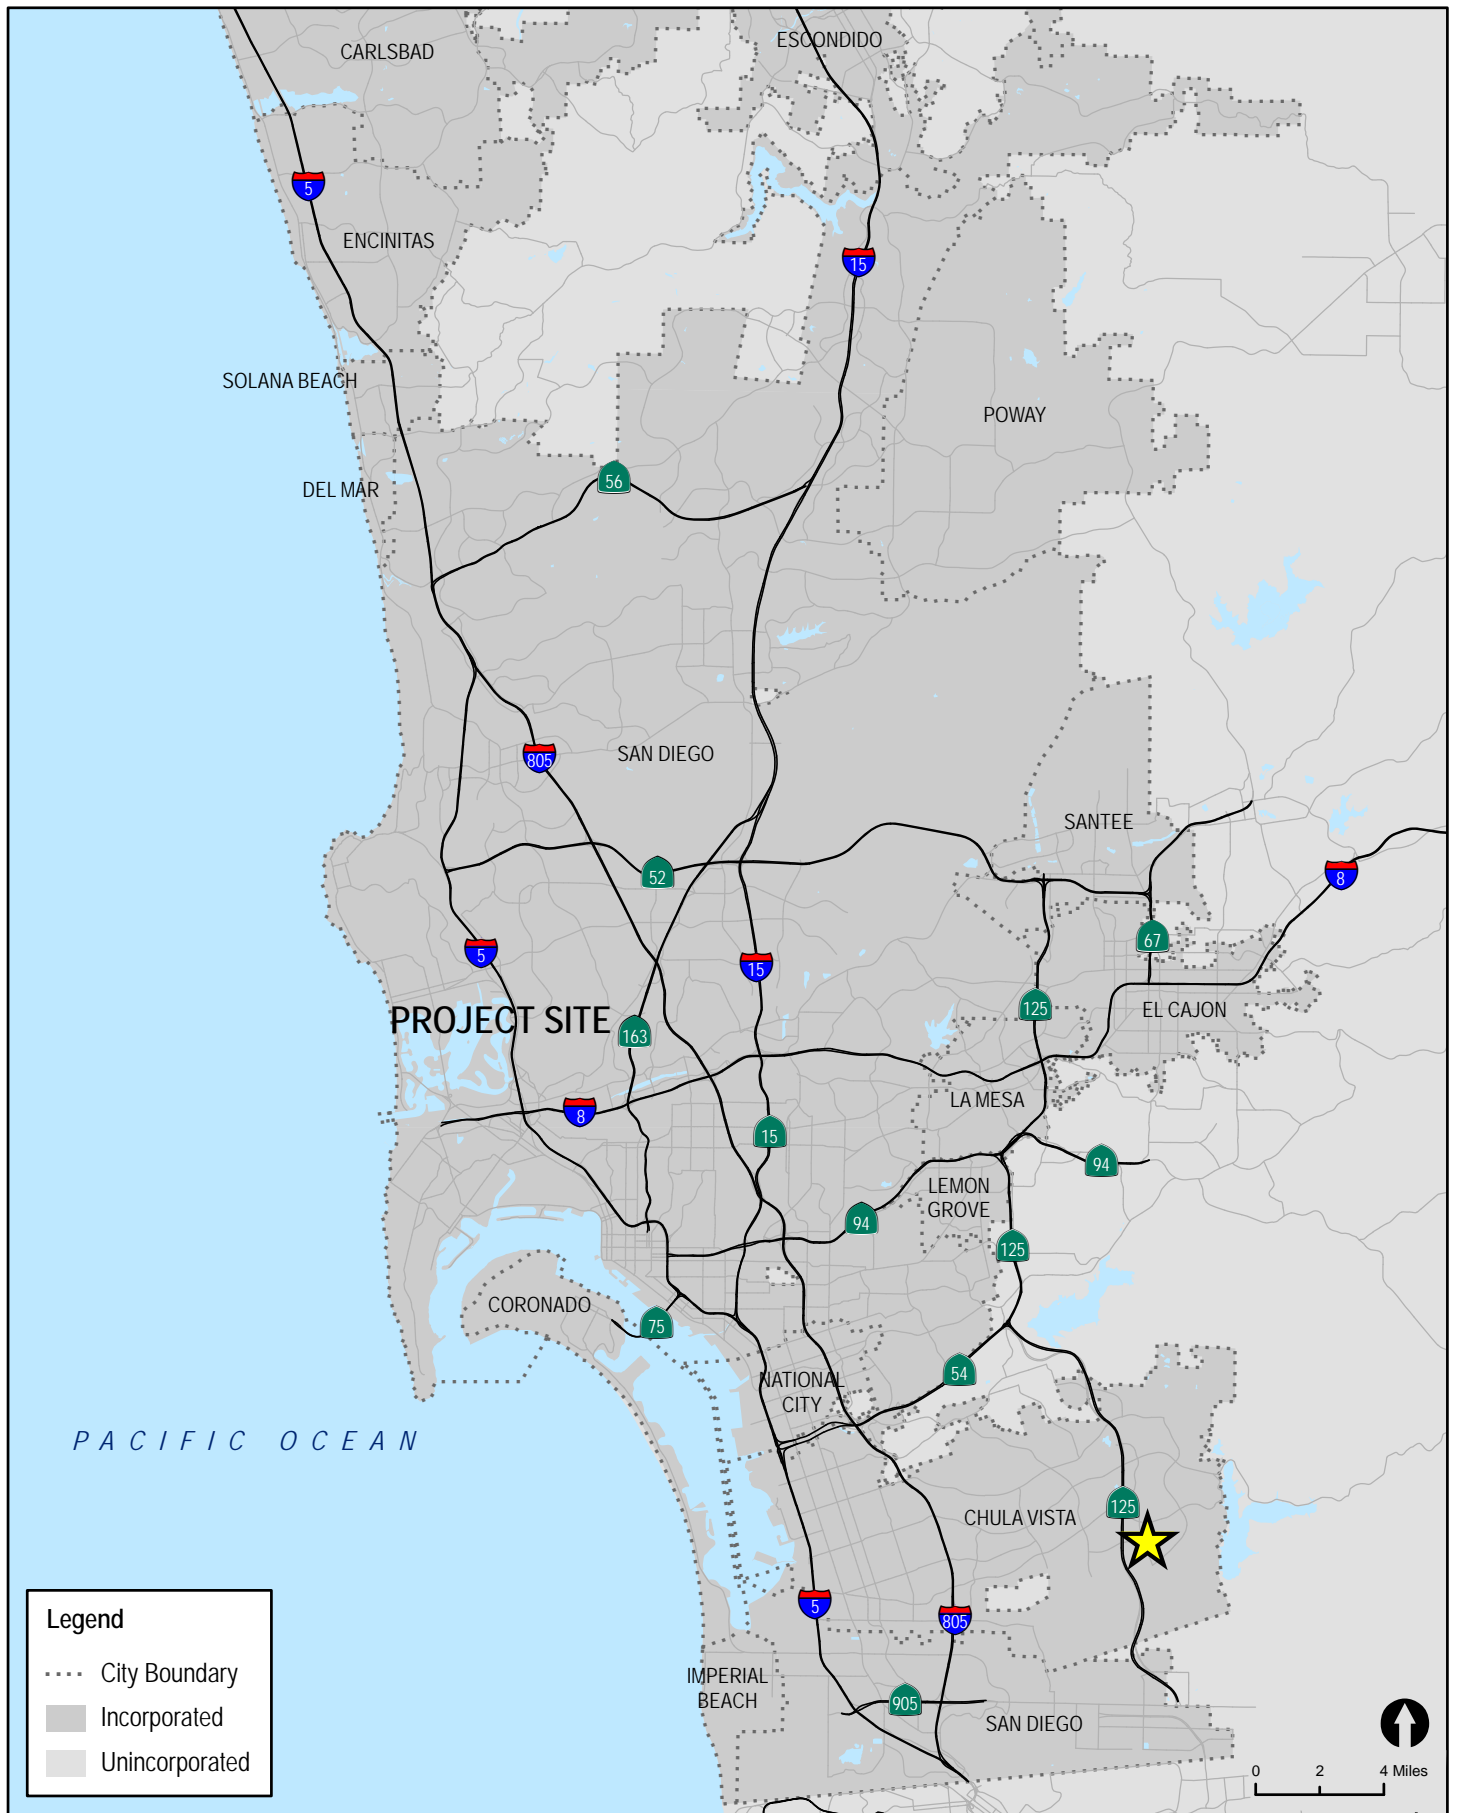 CARLSBAD
ESCONDIDO
5
ENCINITAS
15
SOLANA BEACH
POWAY
56
DEL MAR
805
SAN DIEGO
SANTEE
52
8
5
15
67
PROJECT SITE
163
125
EL CAJON
8
LA MESA
15
94
LEMON
GROVE
94
125
CORONADO
75
54
NATIONAL
CITY
PACIFIC OCEAN
125
CHULA VISTA
5
805
IMPERIAL
BEACH
905
SAN DIEGO
Legend
City Boundary
Incorporated
Unincorporated
0 2 4 Miles